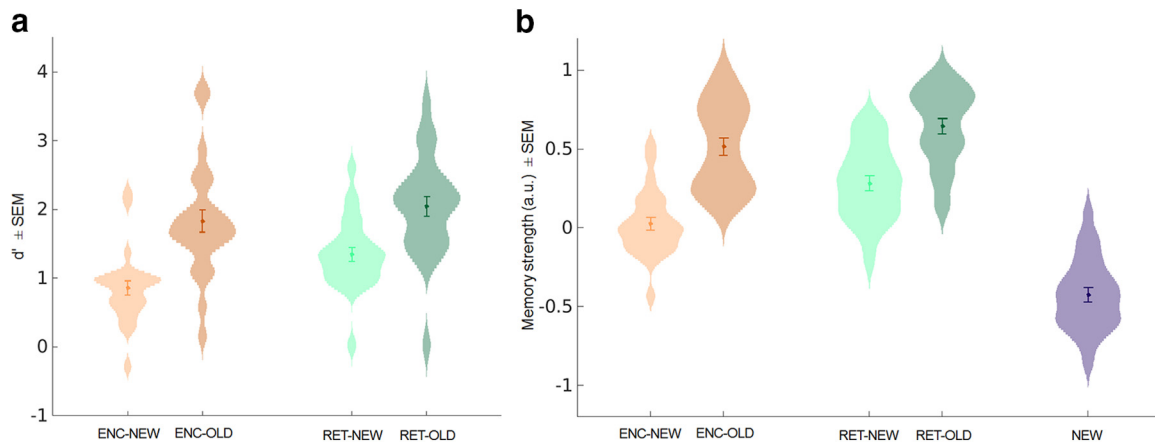 a
4
3
2
1
0
-1
d' ± SEM
ENC-NEW ENC-OLD RET-NEW RET-OLD
b
1
0.5
0
-0.5
-1
Memory strength (a.u.) ± SEM
ENC-NEW ENC-OLD RET-NEW RET-OLD NEW